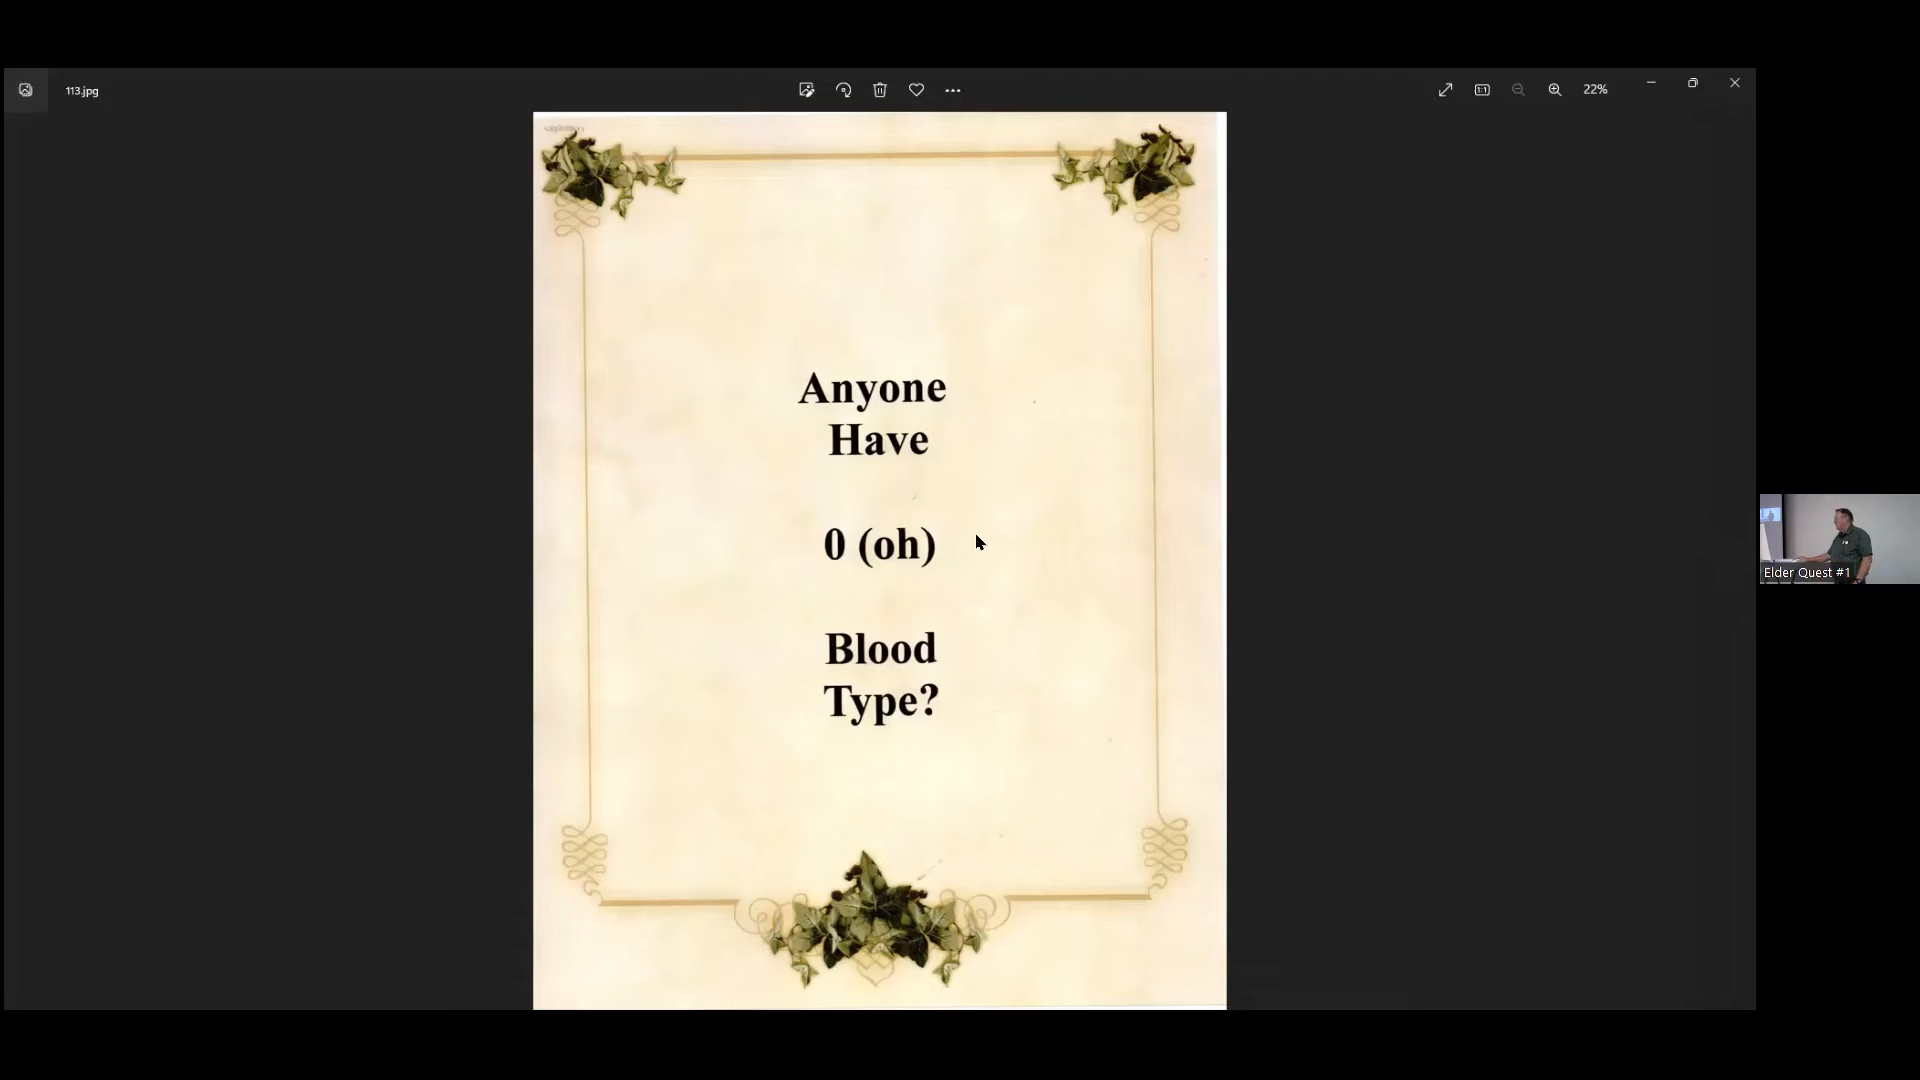 113.jpg
22%
Anyone
Have
0 (oh)
Blood
Type?
Elder Quest #1